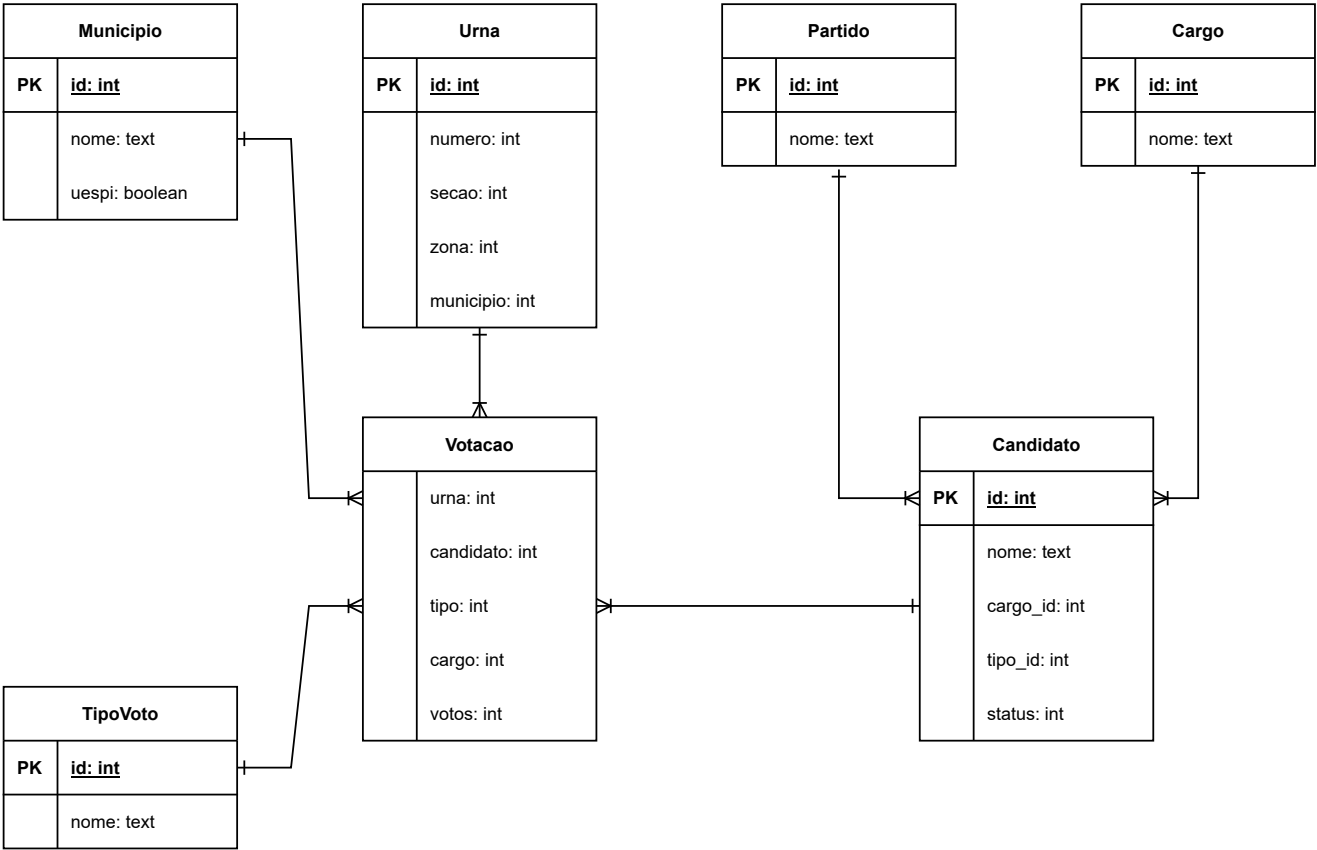 Municipio
PK id: int
nome: text
uespi: boolean
Urna
PK id: int
numero: int
secao: int
zona: int
municipio: int
Partido
PK id: int
nome: text
Cargo
PK id: int
nome: text
Votacao
urna: int
candidato: int
tipo: int
cargo: int
votos: int
Candidato
PK id: int
nome: text
cargo_id: int
tipo_id: int
status: int
TipoVoto
PK id: int
nome: text